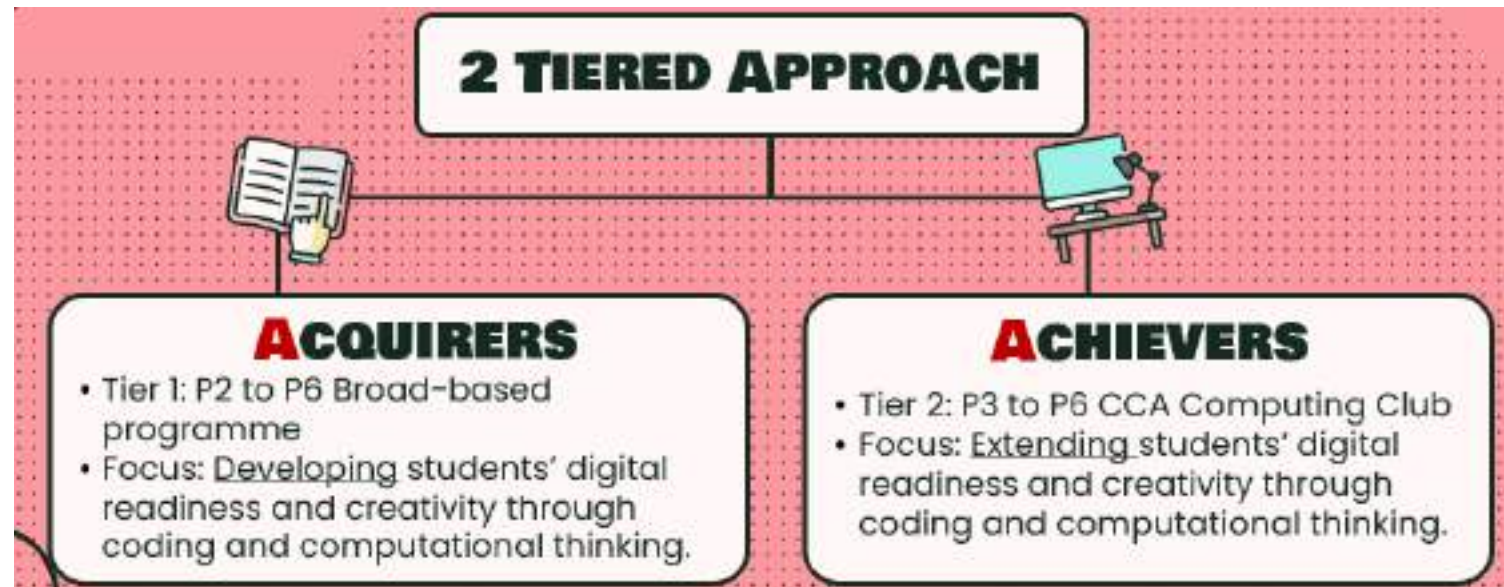 2 TIERED APPROACH
ACQUIRERS
• Tier 1: P2 to P6 Broad-based
programme
• Focus: Developing students' digital
readiness and creativity through
coding and computational thinking.
ACHIEVERS
• Tier 2: P3 to P6 CCA Computing Club
• Focus: Extending students' digital
readiness and creativity through
coding and computational thinking.